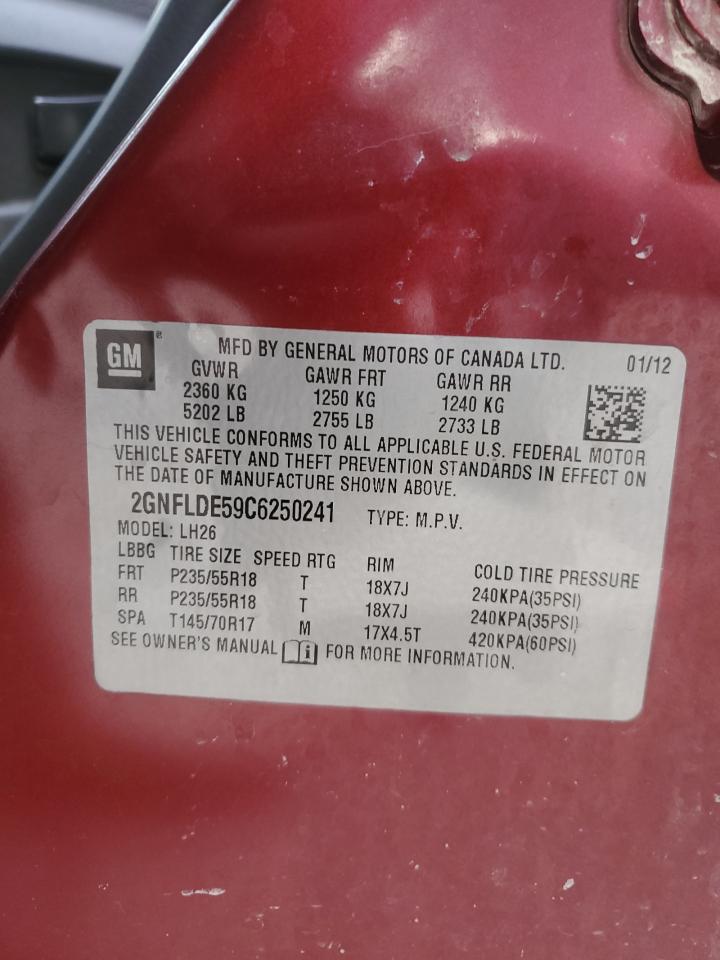 GM ® MFD BY GENERAL MOTORS OF CANADA LTD. 01/12
GVWR GAWR FRT GAWR RR
2360 KG 1250 KG 1240 KG
5202 LB 2755 LB 2733 LB
THIS VEHICLE CONFORMS TO ALL APPLICABLE U.S. FEDERAL MOTOR
VEHICLE SAFETY AND THEFT PREVENTION STANDARDS IN EFFECT ON
THE DATE OF MANUFACTURE SHOWN ABOVE.
2GNFLDE59C6250241 TYPE: M.P.V.
MODEL: LH26
LBBG TIRE SIZE SPEED RTG RIM COLD TIRE PRESSURE
FRT P235/55R18 T 18X7J 240KPA(35PSI)
RR P235/55R18 T 18X7J 240KPA(35PSI)
SPA T145/70R17 M 17X4.5T 420KPA(60PSI)
SEE OWNER'S MANUAL i FOR MORE INFORMATION.